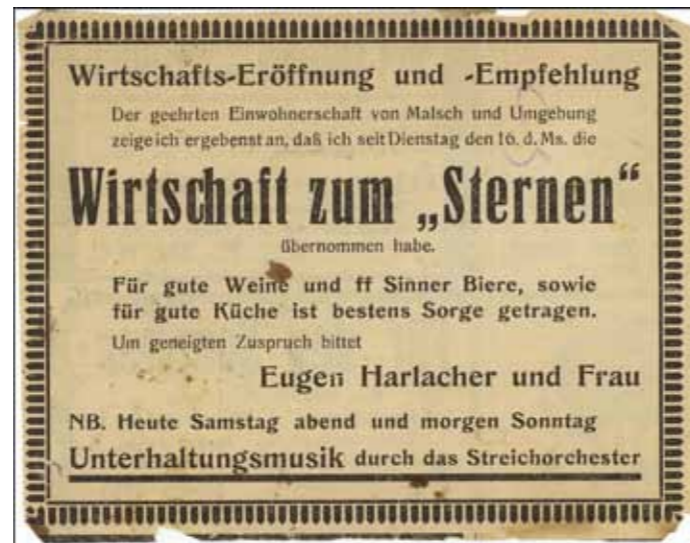 Wirtschafts-Eröffnung und -Empfehlung
Der geehrten Einwohnerschaft von Malsch und Umgebung
zeige ich ergebenst an, daß ich seit Dienstag den 16. d. Ms. die
Wirtschaft zum „Sternen“
übernommen habe.
Für gute Weine und ff Sinner Biere, sowie
für gute Küche ist bestens Sorge getragen.
Um geneigten Zuspruch bittet
Eugen Harlacher und Frau
NB. Heute Samstag abend und morgen Sonntag
Unterhaltungsmusik durch das Streichorchester